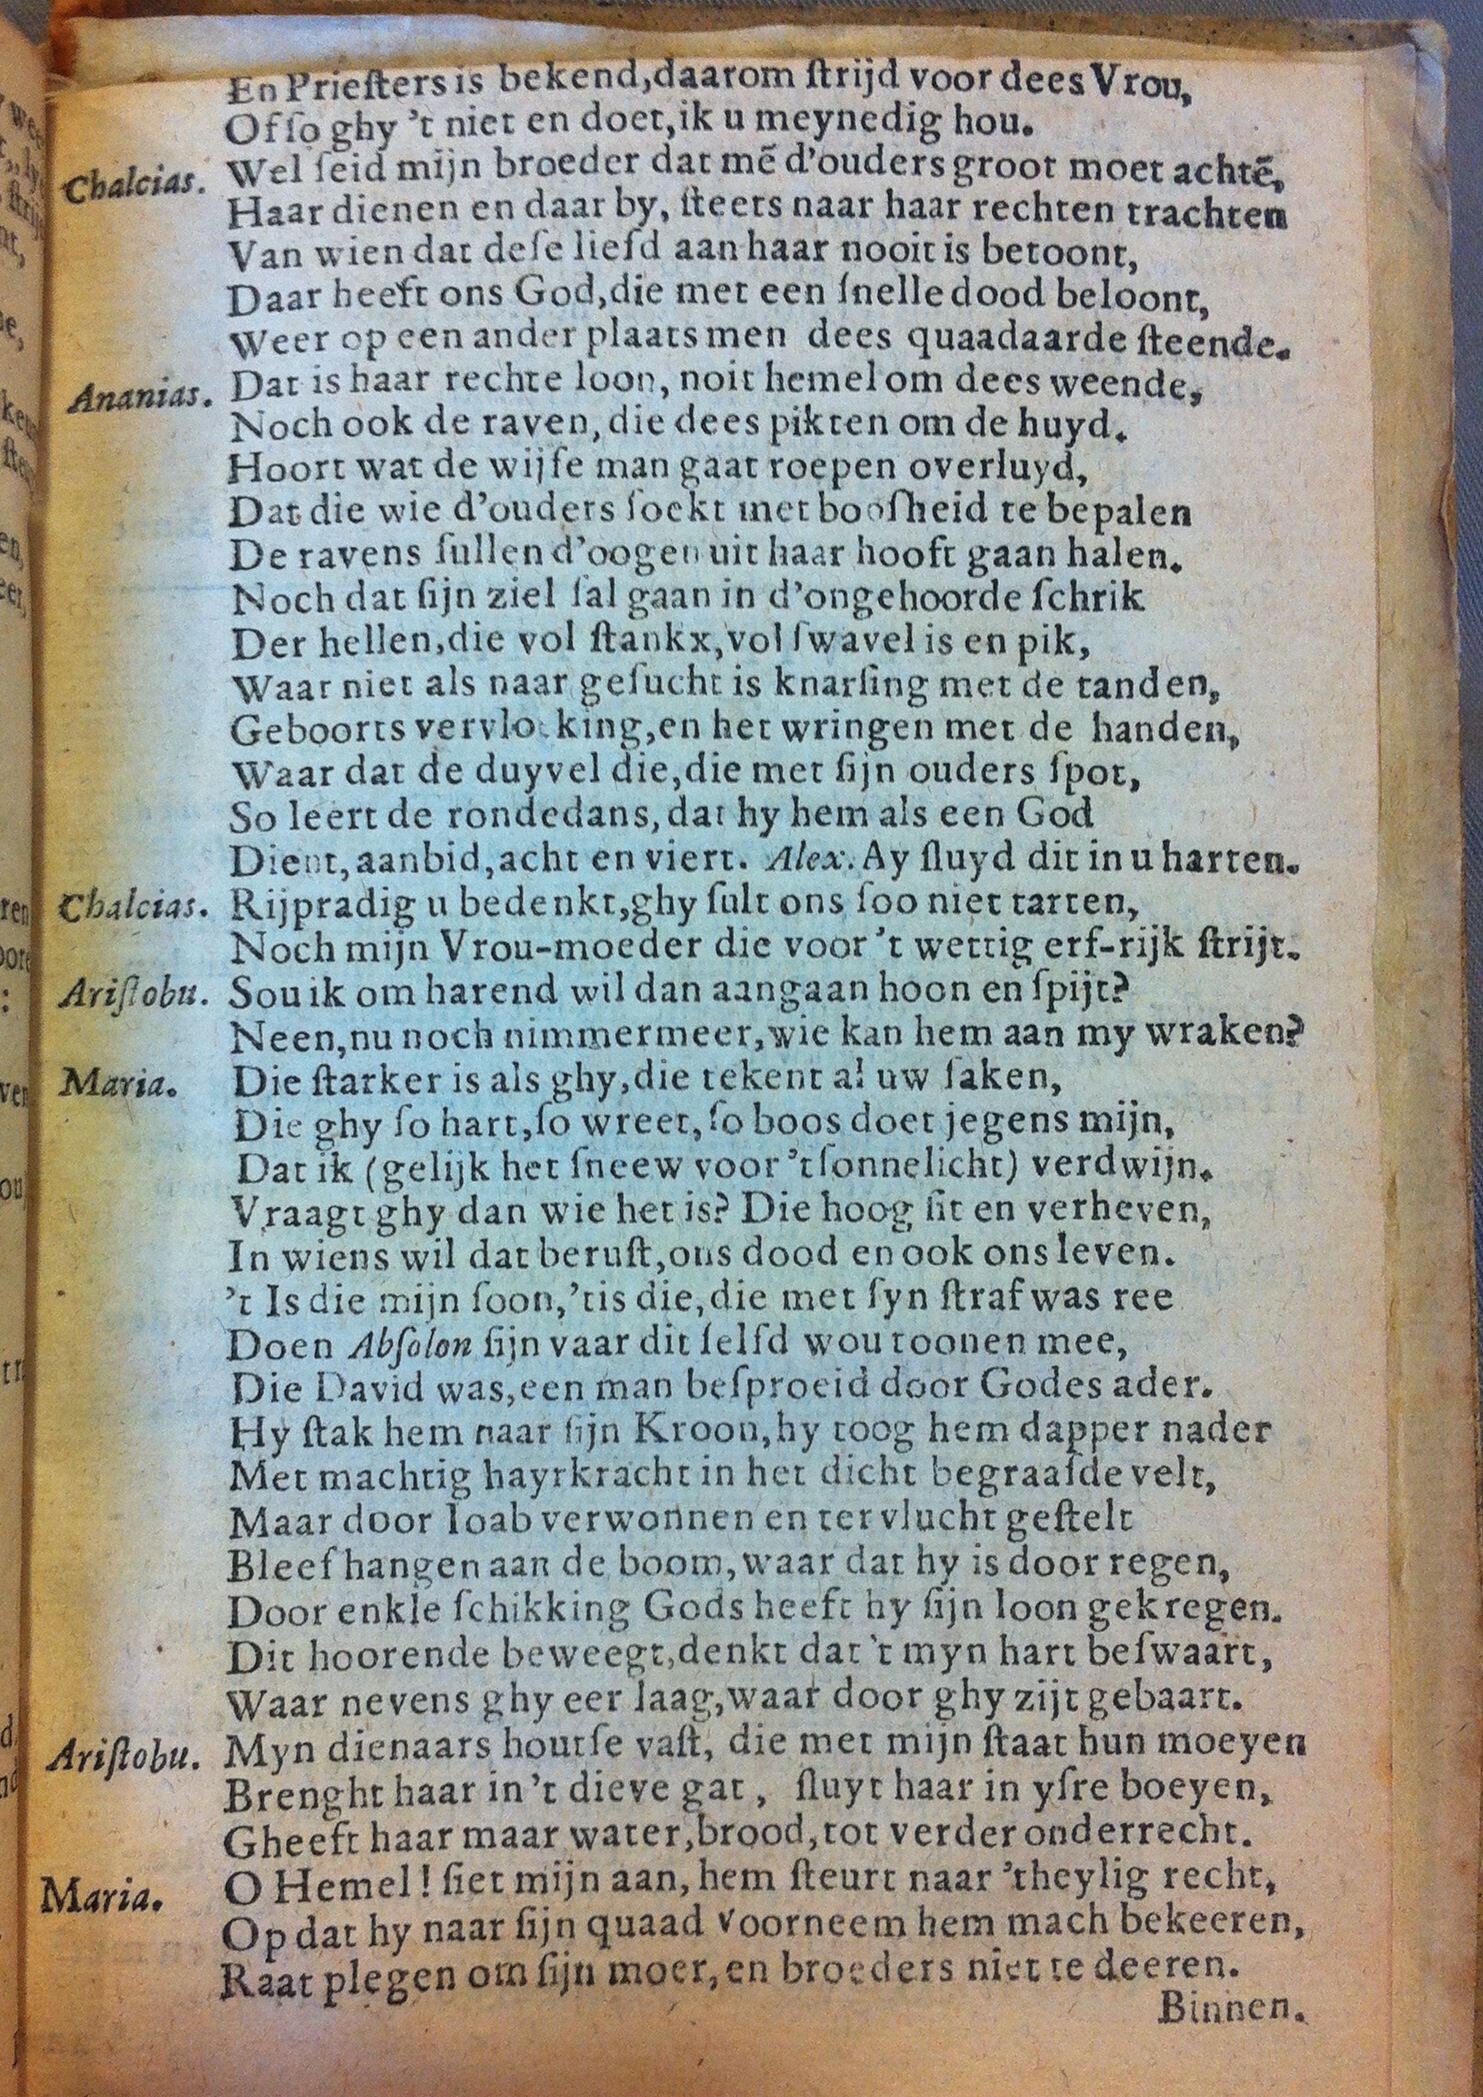 En Prieſters is bekend,daarom ſtrijd voor dees Vrou,
Of ſo ghy 't niet en doet,ik u meynedig hou.
Chalcias. Wel ſeid mijn broeder dat mẽ d'ouders groot moet achtẽ,
Haar dienen en daar by, ſteets naar haar rechten trachten
Van wien dat deſe liefd aan haar nooit is betoont,
Daar heeft ons God,die met een ſnelle dood beloont,
Weer op een ander plaats men dees quaadaarde ſteende.
Ananias. Dat is haar rechte loon, noit hemel om dees weende,
Noch ook de raven, die dees pikten om de huyd.
Hoort wat de wijſe man gaat roepen overluyd,
Dat die wie d'ouders ſoekt met boosheid te bepalen
De ravens ſullen d'oogen uit haar hooft gaan halen.
Noch dat ſijn ziel ſal gaan in d'ongehoorde ſchrik
Der hellen,die vol ſtankx,vol ſwavel is en pik,
Waar niet als naar geſucht is knarſing met de tanden,
Geboorts vervloeking,en het wringen met de handen,
Waar dat de duyvel die,die met ſijn ouders ſpot,
So leert de rondedans, dat hy hem als een God
Dient, aanbid,acht en viert. Alex. Ay ſluyd dit in u harten.
Chalcias. Rijpradig u bedenkt,ghy ſult ons ſoo niet tarten,
Noch mijn Vrou-moeder die voor 't wettig erf-rijk ſtrijt.
Ariſtobu. Sou ik om harend wil dan aangaan hoon en ſpijt?
Neen,nu noch nimmermeer,wie kan hem aan my wraken?
Maria. Die ſtarker is als ghy,die tekent al uw ſaken,
Die ghy ſo hart,ſo wreet, ſo boos doet jegens mijn,
Dat ik (gelijk het ſneew voor 't ſonnelicht) verdwijn.
Vraagt ghy dan wie het is? Die hoog ſit en verheven,
In wiens wil dat beruſt,ons dood en ook ons leven.
't Is die mijn ſoon,'tis die,die met ſyn ſtraf was ree
Doen Abſolon ſijn vaar dit ſelfd wou toonen mee,
Die David was,een man beſproeid door Godes ader.
Hy ſtak hem naar ſijn Kroon,hy toog hem dapper nader
Met machtig hayrkracht in het dicht begraaſde velt,
Maar door Ioab verwonnen en ter vlucht geſtelt
Bleef hangen aan de boom,waar dat hy is door regen,
Door enkle ſchikking Gods heeft hy ſijn loon gekregen.
Dit hoorende beweegt,denkt dat 't myn hart beſwaart,
Waar nevens ghy eer laag,waar door ghy zijt gebaart.
Ariſtobu. Myn dienaars houtſe vaſt, die met mijn ſtaat hun moeyen
Brenght haar in 't dieve gat, ſluyt haar in yſre boeyen,
Gheeft haar maar water,brood,tot verder onderrecht.
Maria. O Hemel! ſiet mijn aan, hem ſteurt naar 'theylig recht,
Op dat hy naar ſijn quaad voorneem hem mach bekeeren,
Raat plegen om ſijn moer,en broeders niet te deeren.
Binnen.